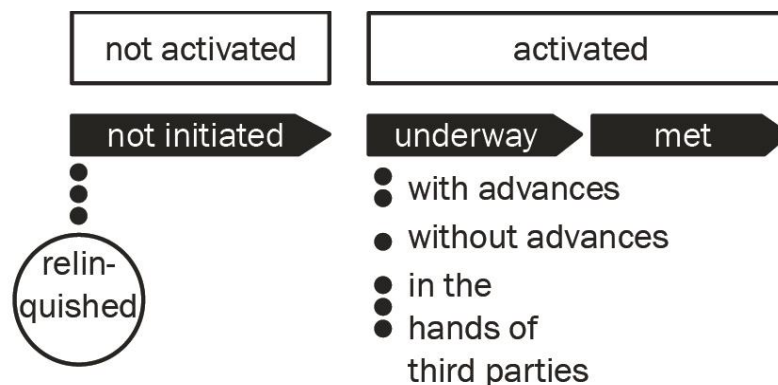 not activated
activated
not initiated
underway
met
with advances
without advances
in the
hands of
third parties
relin-
quished